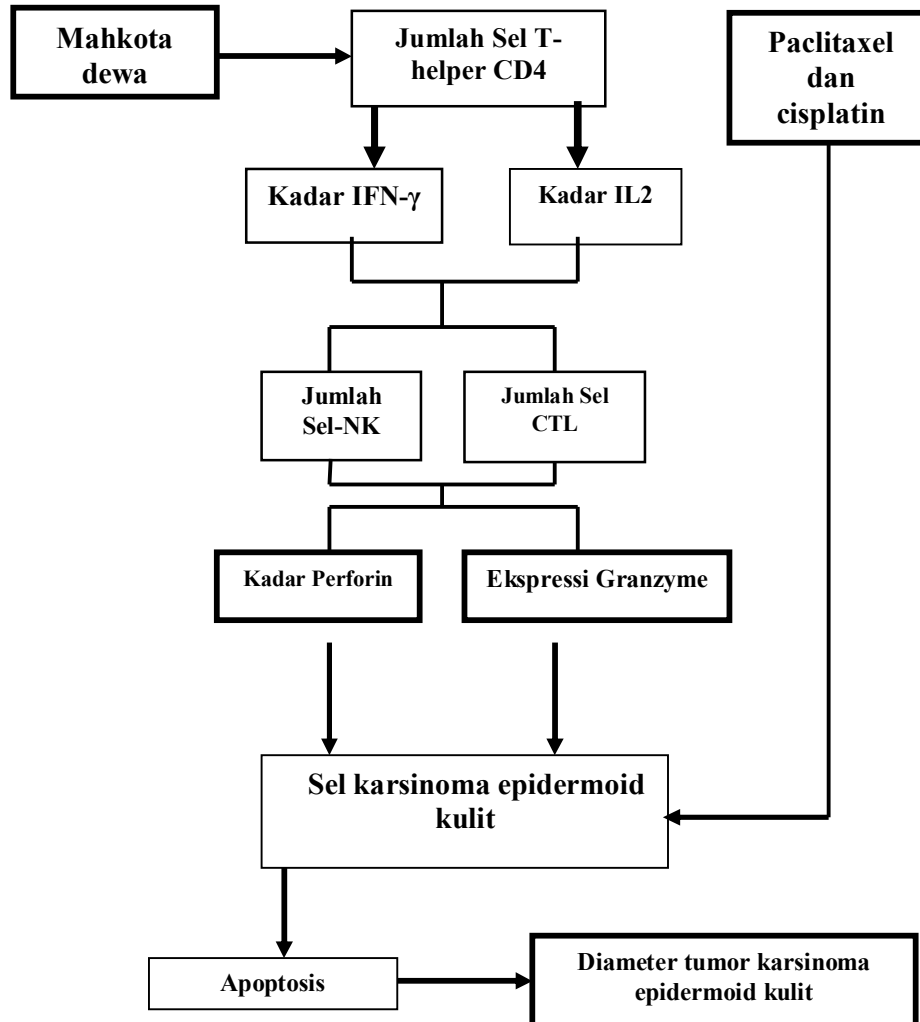 Mahkota
dewa
Jumlah Sel T-
helper CD4
Paclitaxel
dan
cisplatin
Kadar IFN-γ
Kadar IL2
Jumlah
Sel-NK
Jumlah Sel
CTL
Kadar Perforin
Ekspressi Granzyme
Sel karsinoma epidermoid
kulit
Apoptosis
Diameter tumor karsinoma
epidermoid kulit